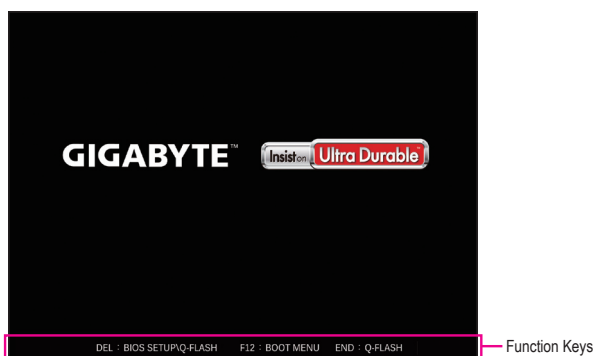 GIGABYTE™ Insist on Ultra Durable™
DEL : BIOS SETUP\Q-FLASH F12 : BOOT MENU END : Q-FLASH
Function Keys